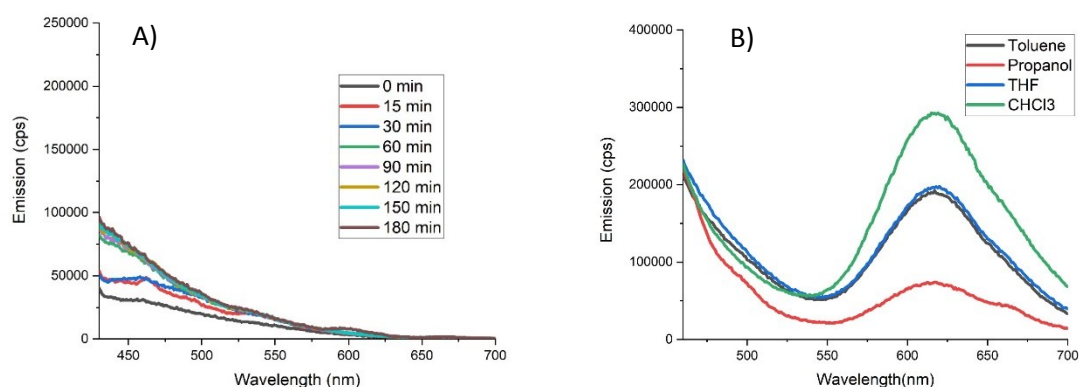 A)
250000
200000
150000
100000
50000
0
Emission (cps)
450
500
550
600
650
700
Wavelength (nm)
0 min
15 min
30 min
60 min
90 min
120 min
150 min
180 min
B)
400000
300000
200000
100000
0
Emission (cps)
500
550
600
650
700
Wavelength(nm)
Toluene
Propanol
THF
CHCl3